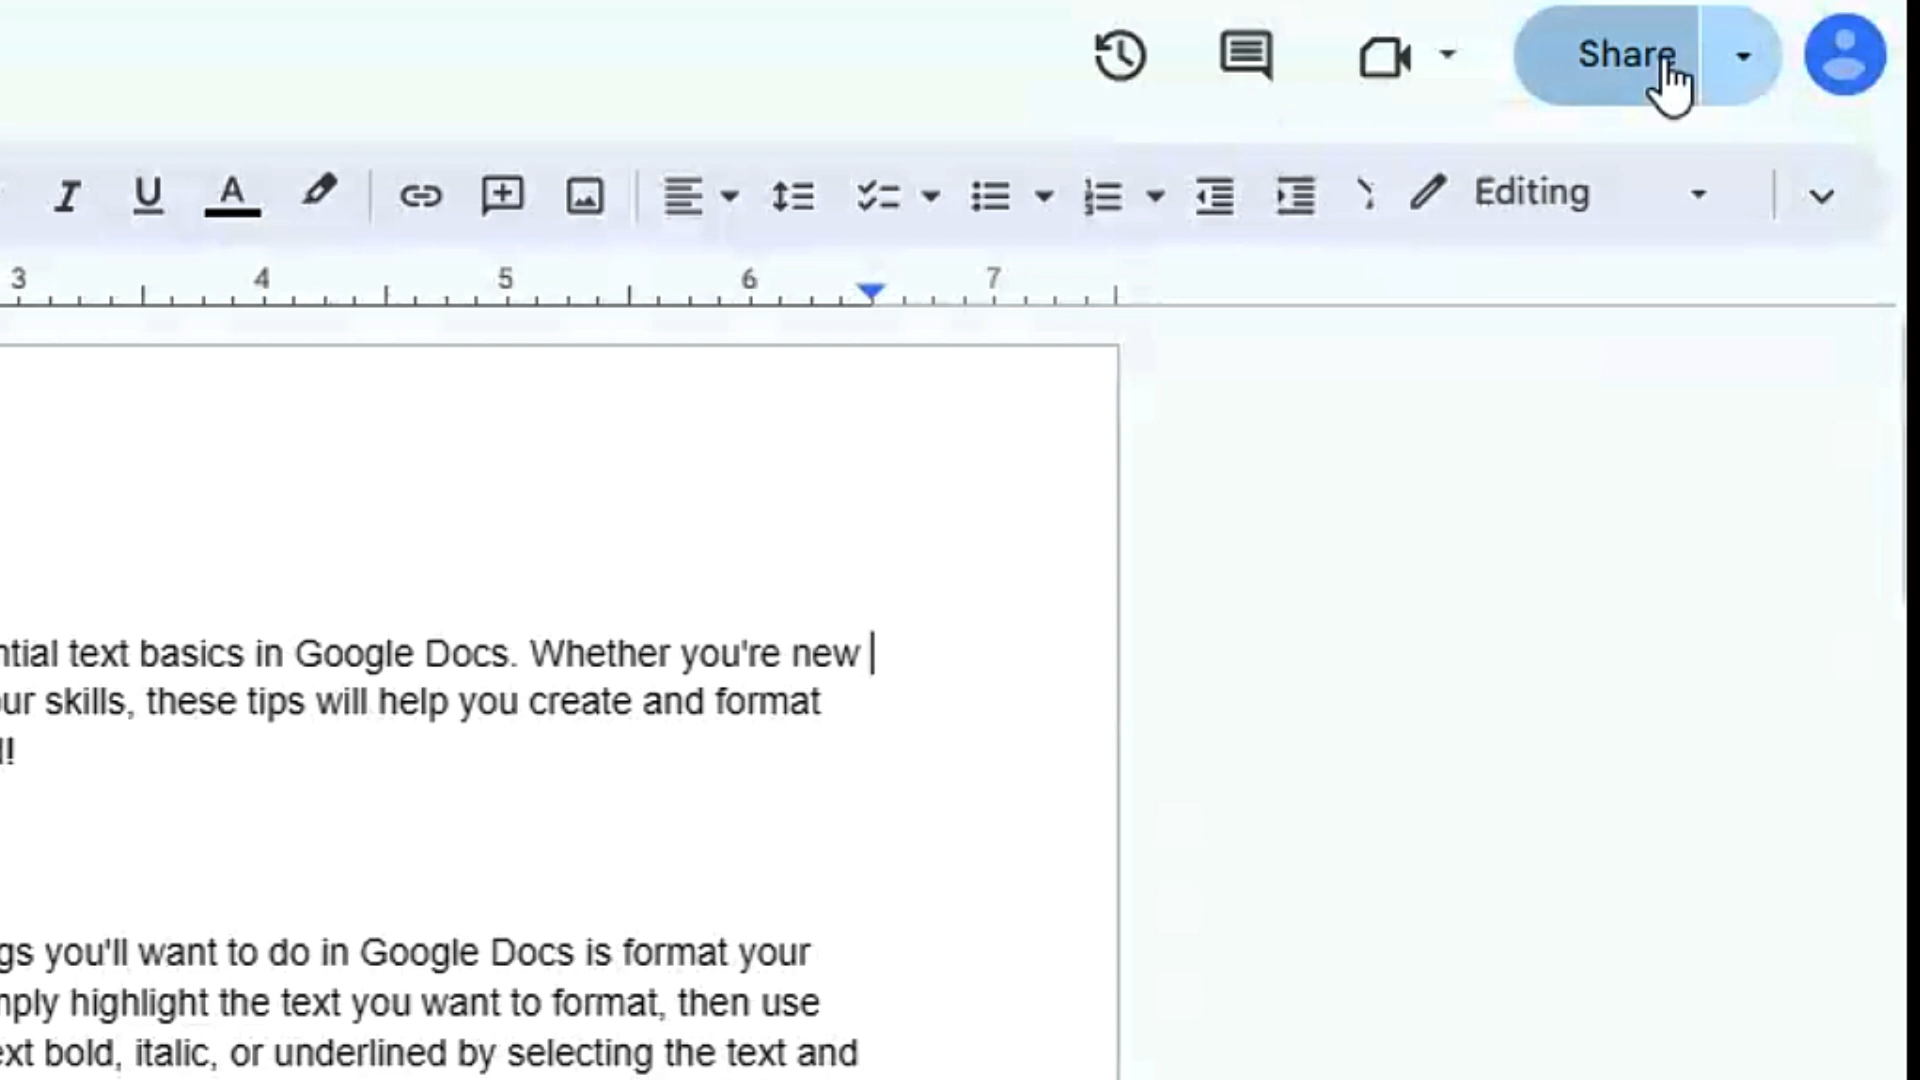 Share
A
Editing
3 4 5 6 7
ntial text basics in Google Docs. Whether you're new
ur skills, these tips will help you create and format
!
gs you'll want to do in Google Docs is format your
nply highlight the text you want to format, then use
ext bold, italic, or underlined by selecting the text and